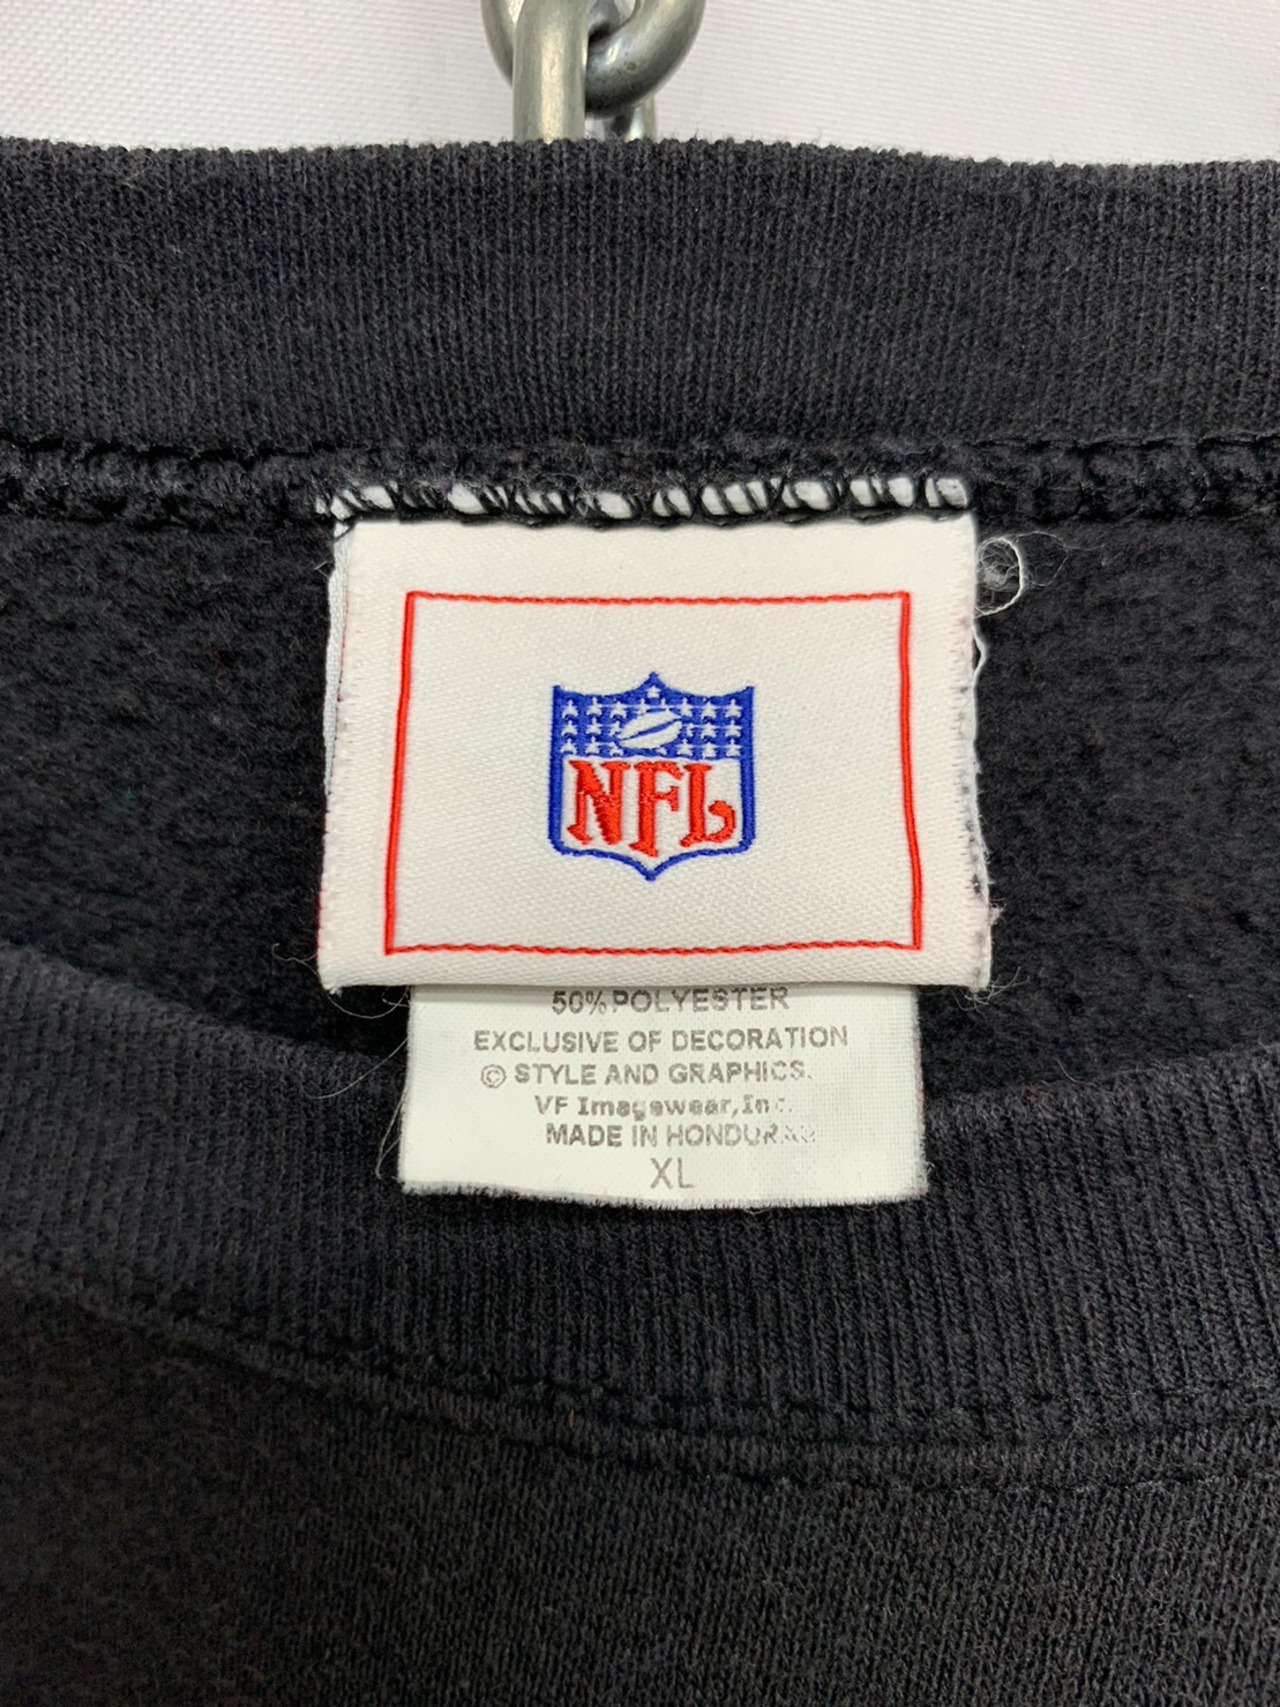 NFL
50% POLYESTER
EXCLUSIVE OF DECORATION
© STYLE AND GRAPHICS.
VF Imagewear, Inc.
MADE IN HONDURAS
XL